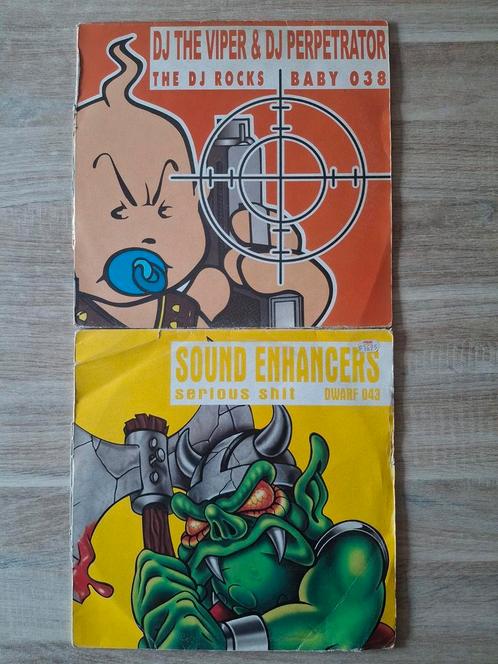 DJ THE VIPER & DJ PERPETRATOR
THE DJ ROCKS BABY 038
SOUND ENHANCERS
serious shit DWARF 043